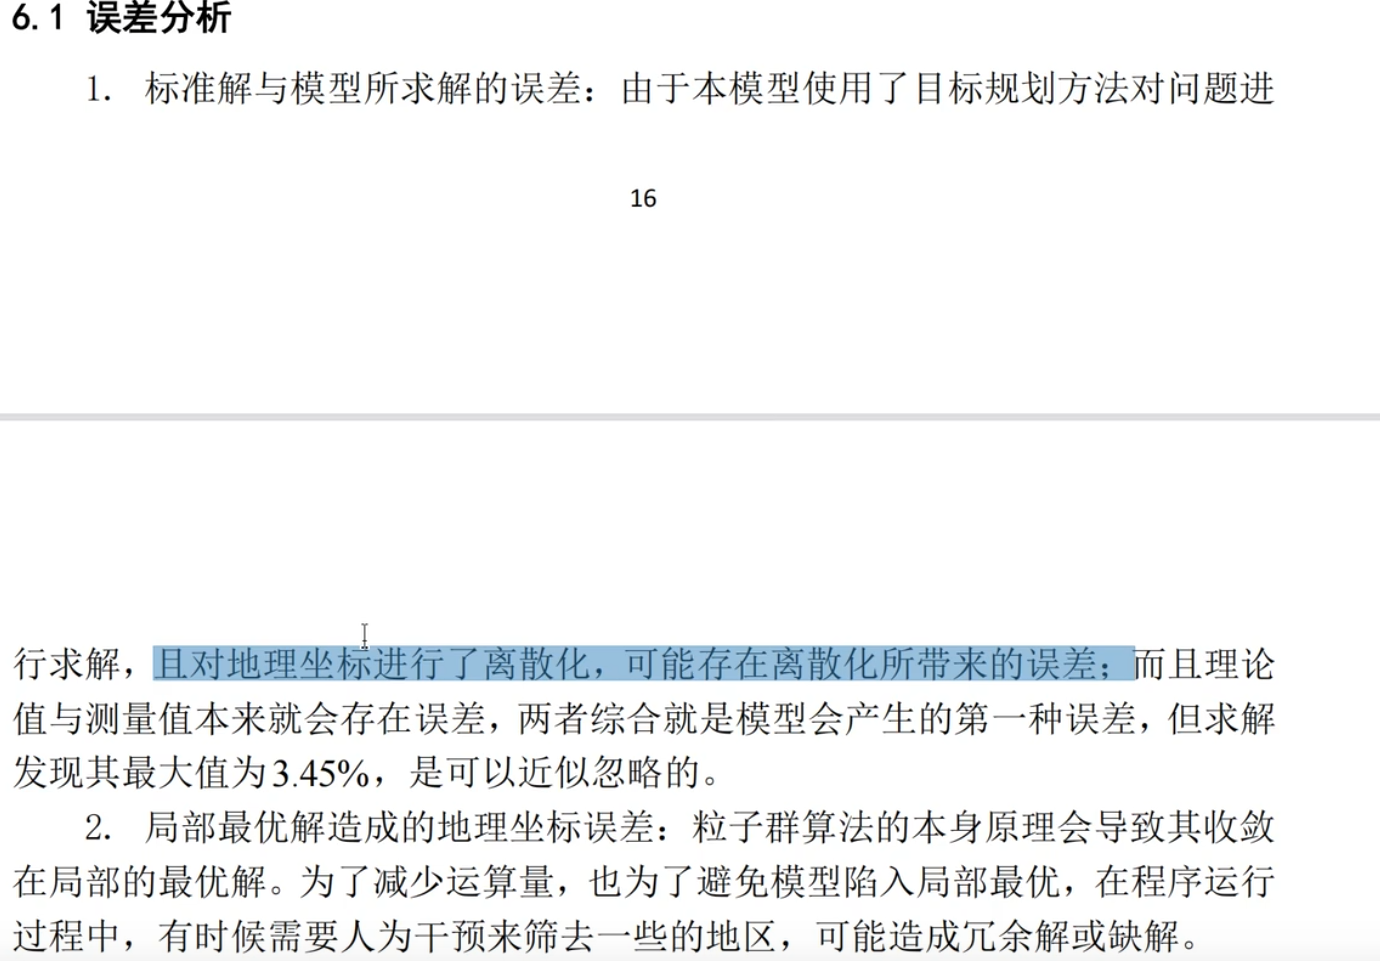 6.1 误差分析
1. 标准解与模型所求解的误差：由于本模型使用了目标规划方法对问题进
16
行求解，且对地理坐标进行了离散化，可能存在离散化所带来的误差；而且理论
值与测量值本来就会存在误差，两者综合就是模型会产生的第一种误差，但求解
发现其最大值为3.45%，是可以近似忽略的。
2. 局部最优解造成的地理坐标误差：粒子群算法的本身原理会导致其收敛
在局部的最优解。为了减少运算量，也为了避免模型陷入局部最优，在程序运行
过程中，有时候需要人为干预来筛去一些的地区，可能造成冗余解或缺解。